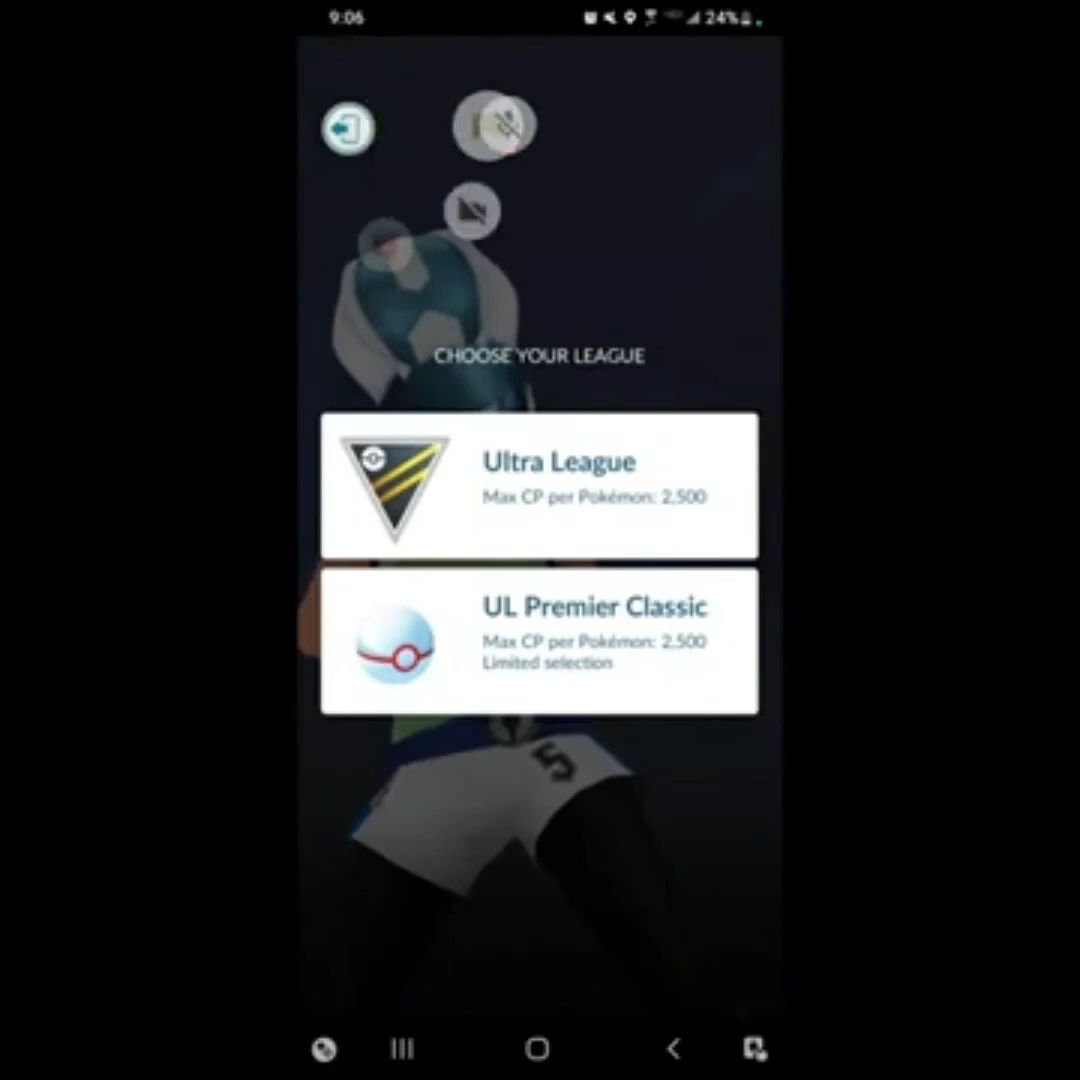 9:06
24%
CHOOSE YOUR LEAGUE
Ultra League
Max CP per Pokémon: 2,500
UL Premier Classic
Max CP per Pokémon: 2,500
Limited selection
5